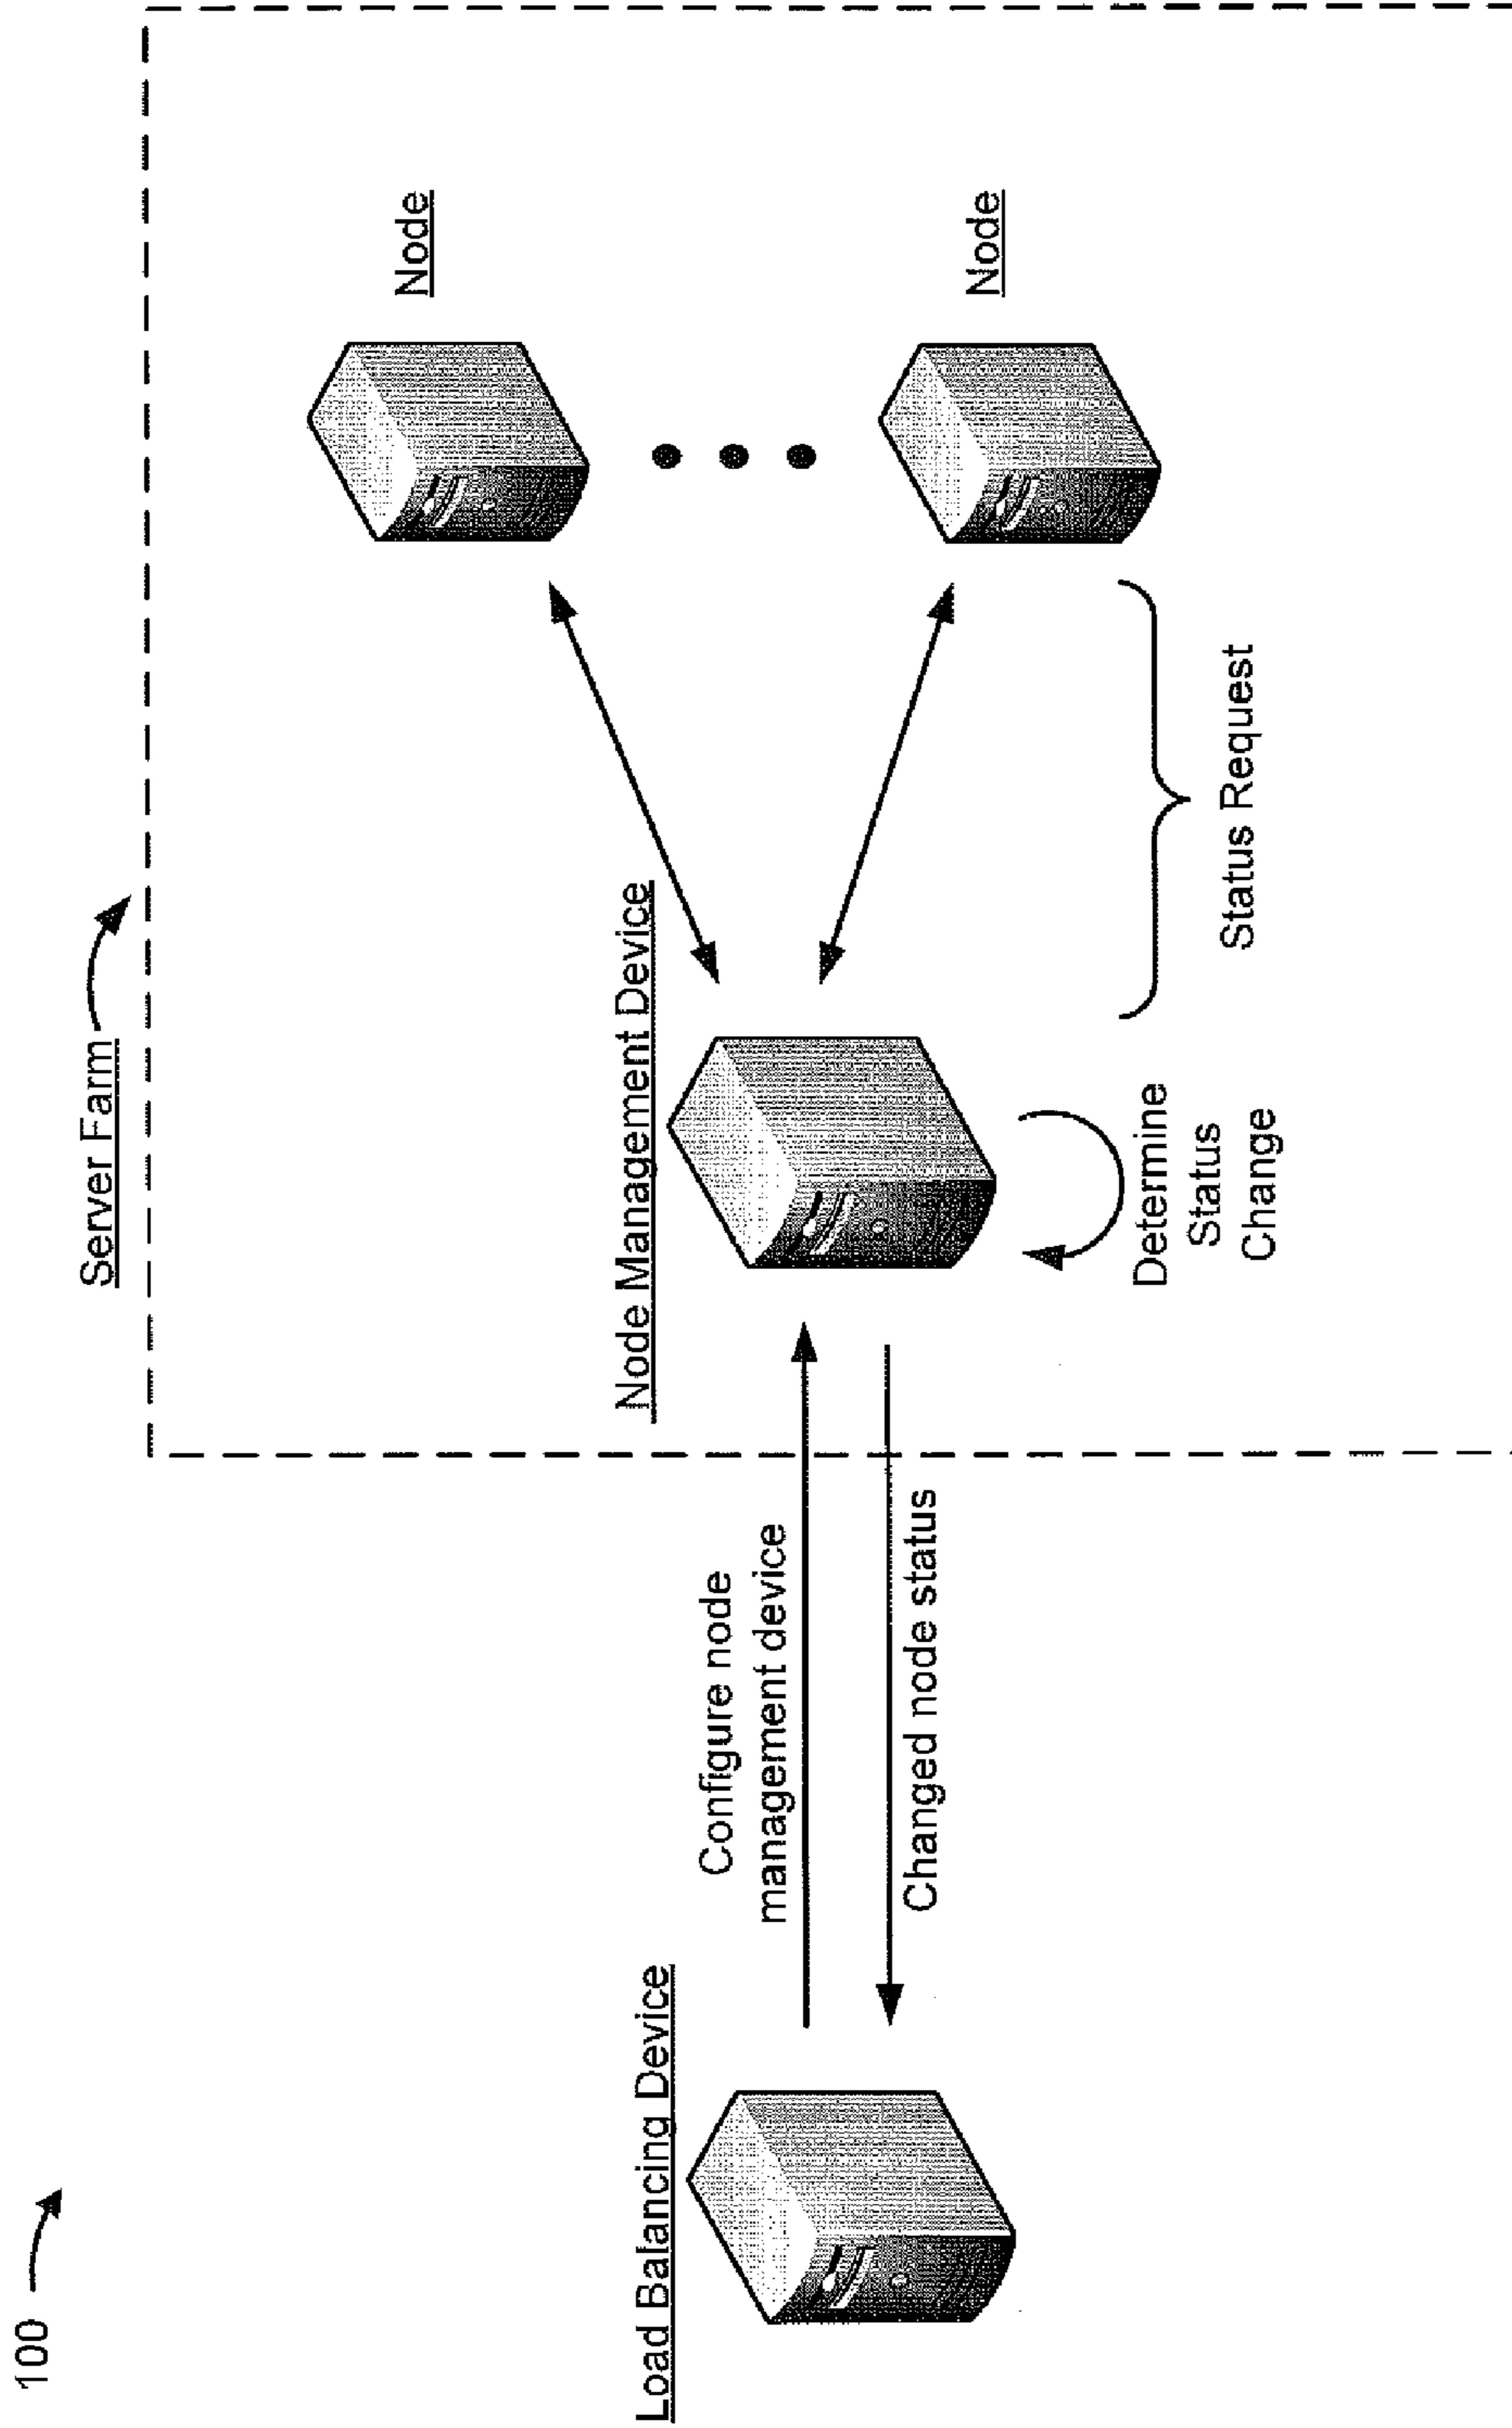 100
Server Farm
Load Balancing Device
Configure node
management device
Changed node status
Node Management Device
Determine
Status
Change
Status Request
Node
Node